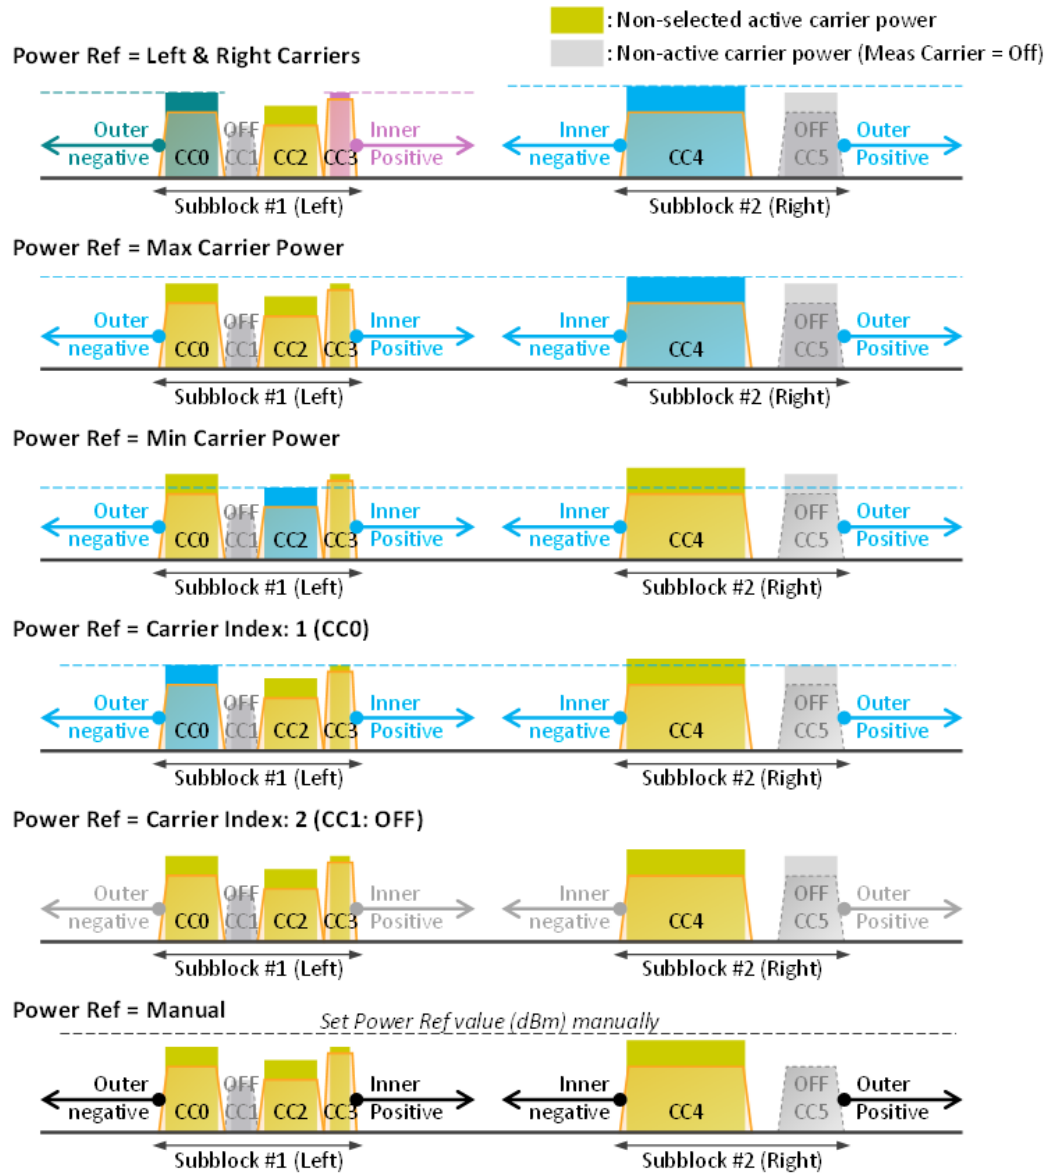 : Non-selected active carrier power
: Non-active carrier power (Meas Carrier = Off)
Power Ref = Left & Right Carriers
Outer
negative
CC0
OFF
CC1
CC2
CC3
Inner
Positive
Inner
negative
CC4
OFF
CC5
Outer
Positive
Subblock #1 (Left)
Subblock #2 (Right)
Power Ref = Max Carrier Power
Outer
negative
CC0
OFF
CC1
CC2
CC3
Inner
Positive
Inner
negative
CC4
OFF
CC5
Outer
Positive
Subblock #1 (Left)
Subblock #2 (Right)
Power Ref = Min Carrier Power
Outer
negative
CC0
OFF
CC1
CC2
CC3
Inner
Positive
Inner
negative
CC4
OFF
CC5
Outer
Positive
Subblock #1 (Left)
Subblock #2 (Right)
Power Ref = Carrier Index: 1 (CC0)
Outer
negative
CC0
OFF
CC1
CC2
CC3
Inner
Positive
Inner
negative
CC4
OFF
CC5
Outer
Positive
Subblock #1 (Left)
Subblock #2 (Right)
Power Ref = Carrier Index: 2 (CC1: OFF)
Outer
negative
CC0
OFF
CC1
CC2
CC3
Inner
Positive
Inner
negative
CC4
OFF
CC5
Outer
Positive
Subblock #1 (Left)
Subblock #2 (Right)
Power Ref = Manual
Set Power Ref value (dBm) manually
Outer
negative
CC0
OFF
CC1
CC2
CC3
Inner
Positive
Inner
negative
CC4
OFF
CC5
Outer
Positive
Subblock #1 (Left)
Subblock #2 (Right)